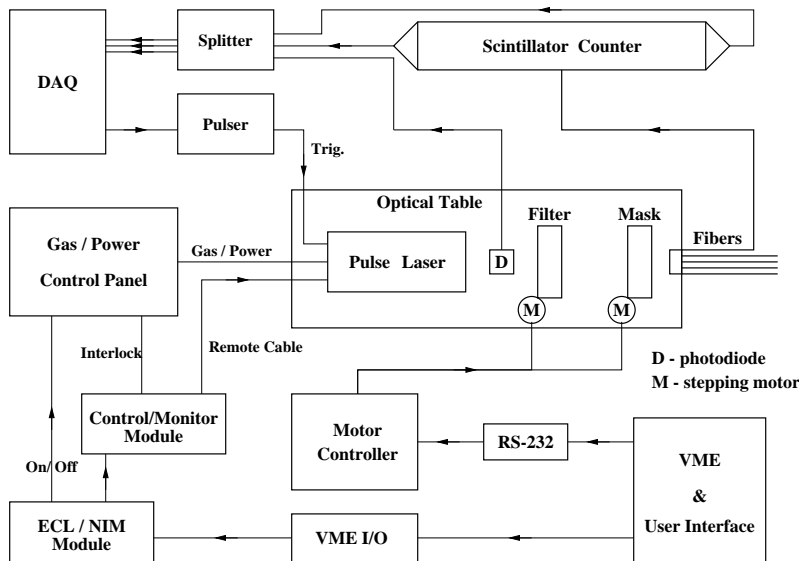 Splitter
Scintillator Counter
DAQ
Pulser
Trig.
Optical Table
Filter
Mask
Fibers
Gas / Power
Control Panel
Gas / Power
Pulse Laser
D
M
M
Interlock
Remote Cable
D - photodiode
M - stepping motor
Control/Monitor
Module
Motor
Controller
RS-232
VME
&
User Interface
On/ Off
ECL / NIM
Module
VME I/O